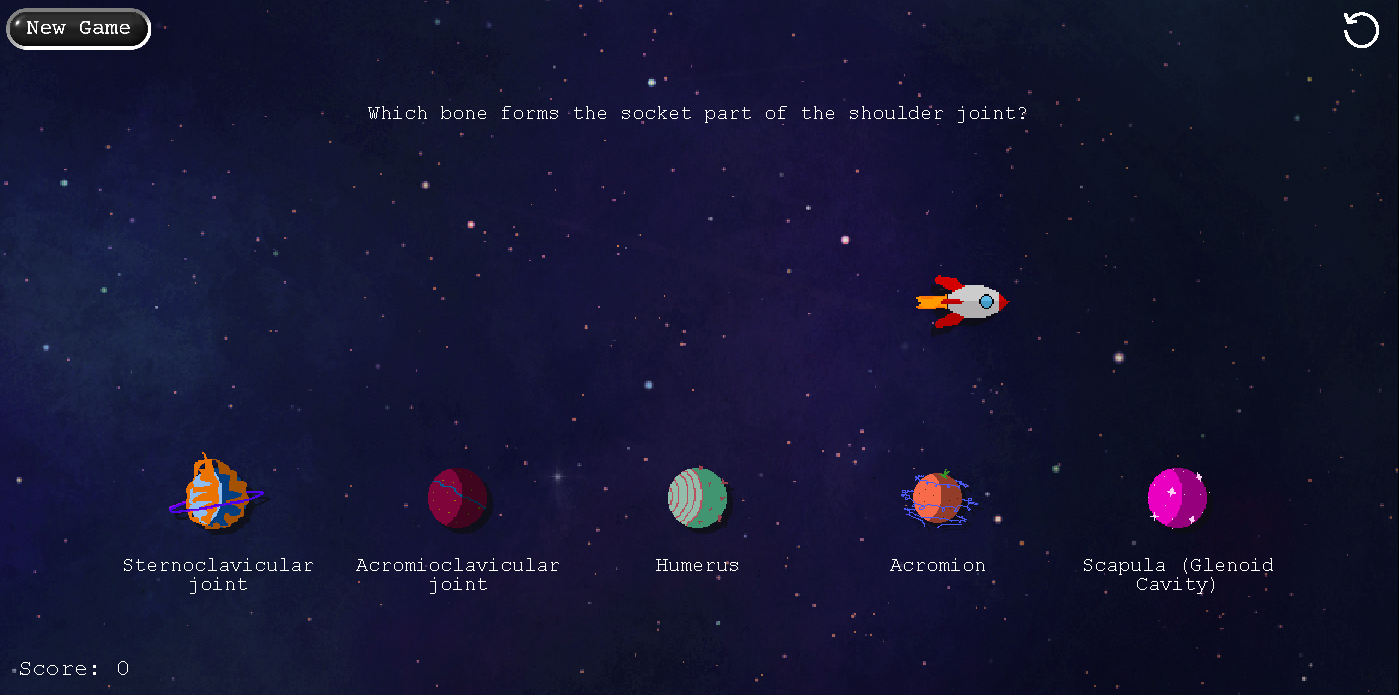 New Game
Which bone forms the socket part of the shoulder joint?
Sternoclavicular
joint
Acromioclavicular
joint
Humerus
Acromion
Scapula (Glenoid
Cavity)
Score: 0